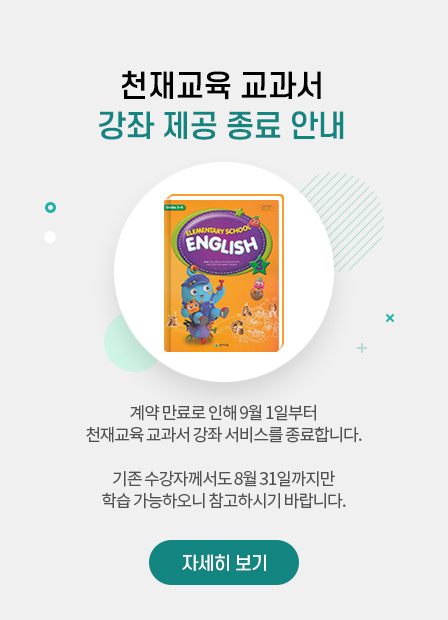 천재교육 교과서
강좌 제공 종료 안내
ELEMENTARY SCHOOL
ENGLISH
계약 만료로 인해 9월 1일부터
천재교육 교과서 강좌 서비스를 종료합니다.
기존 수강자께서도 8월 31일까지만
학습 가능하오니 참고하시기 바랍니다.
자세히 보기